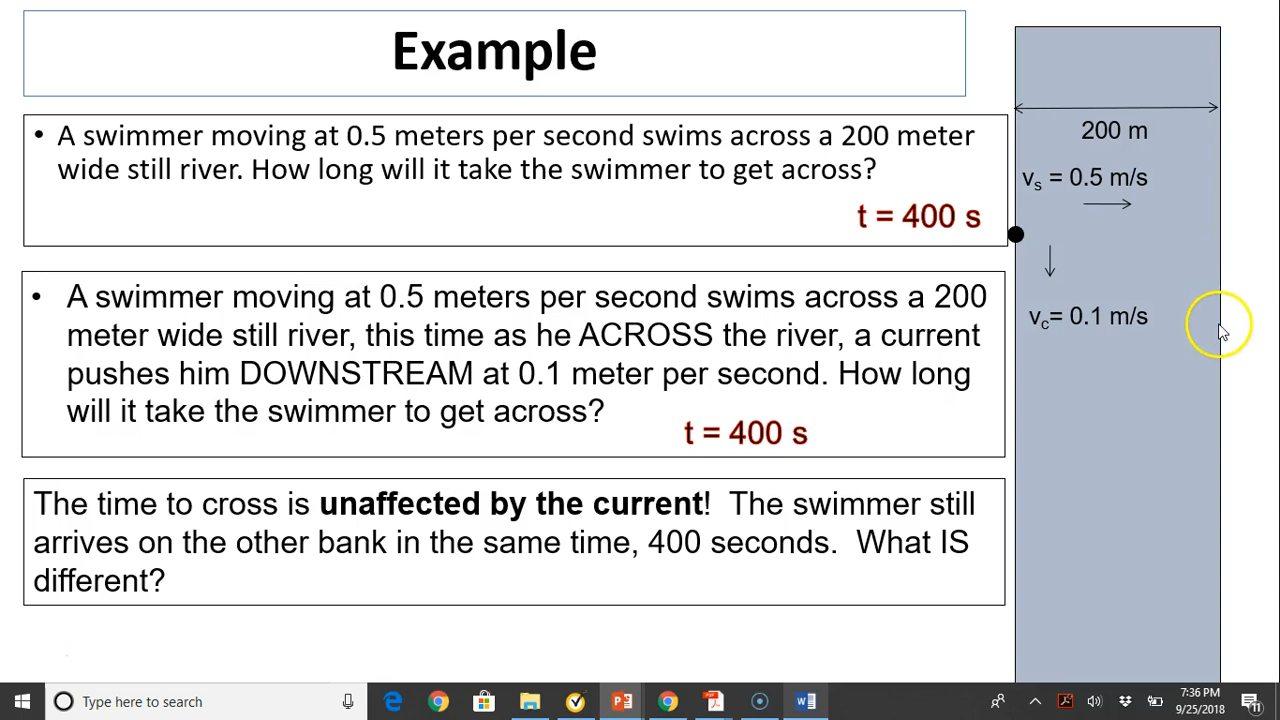 Example
• A swimmer moving at 0.5 meters per second swims across a 200 meter
wide still river. How long will it take the swimmer to get across?
t = 400 s
• A swimmer moving at 0.5 meters per second swims across a 200
meter wide still river, this time as he ACROSS the river, a current
pushes him DOWNSTREAM at 0.1 meter per second. How long
will it take the swimmer to get across?
t = 400 s
The time to cross is unaffected by the current! The swimmer still
arrives on the other bank in the same time, 400 seconds. What IS
different?
200 m
vs = 0.5 m/s
vc= 0.1 m/s
Type here to search
7:36 PM
9/25/2018
11